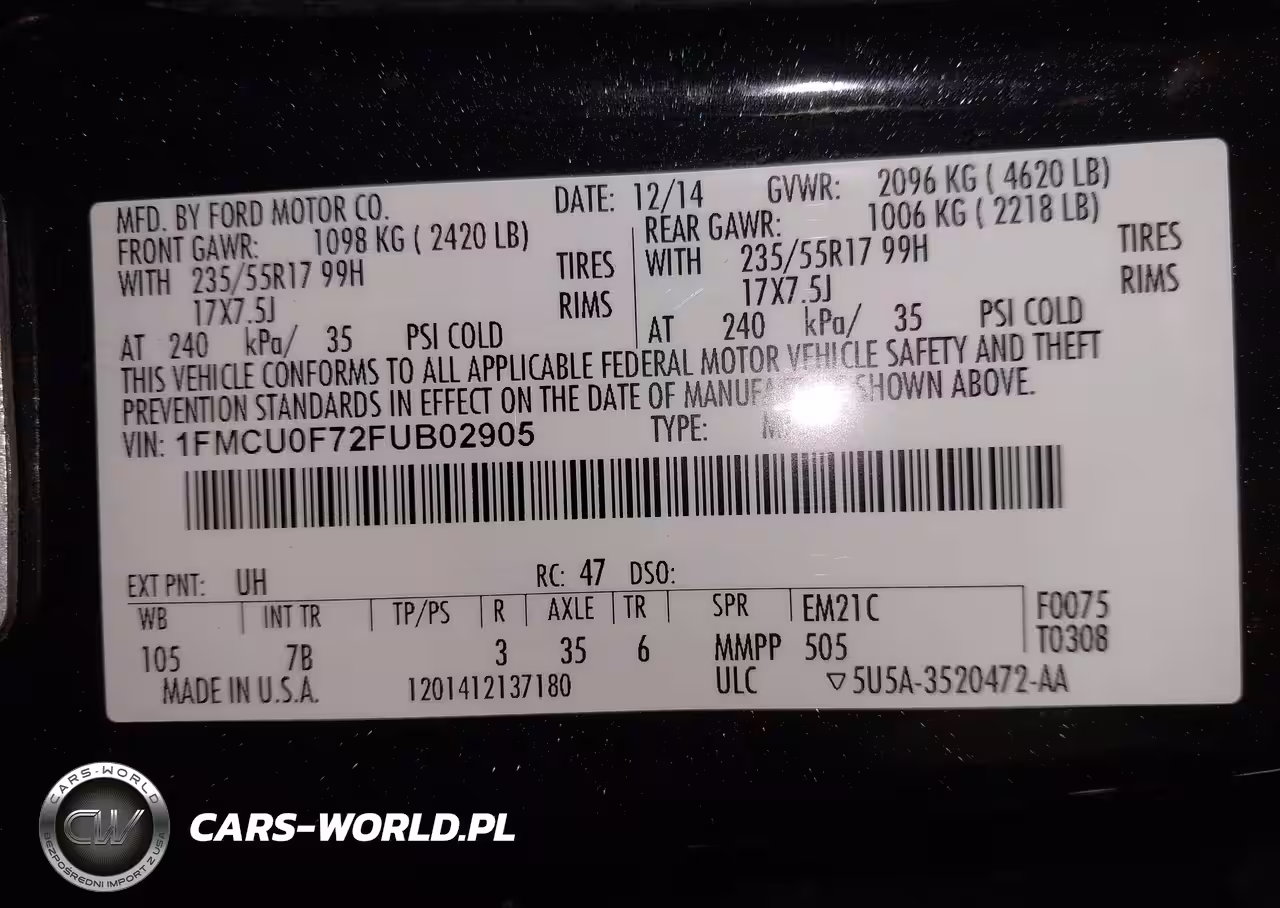 MFD. BY FORD MOTOR CO. DATE: 12/14 GVWR: 2096 KG ( 4620 LB)
FRONT GAWR: 1098 KG ( 2420 LB) REAR GAWR: 1006 KG ( 2218 LB)
WITH 235/55R17 99H TIRES WITH 235/55R17 99H TIRES
17X7.5J RIMS 17X7.5J RIMS
AT 240 kPa/ 35 PSI COLD AT 240 kPa/ 35 PSI COLD
THIS VEHICLE CONFORMS TO ALL APPLICABLE FEDERAL MOTOR VEHICLE SAFETY AND THEFT
PREVENTION STANDARDS IN EFFECT ON THE DATE OF SHOWN ABOVE.
VIN: 1FMCU0F72FUB02905 TYPE:
EXT PNT: UH RC: 47 DSO:
WB INT TR TP/PS R AXLE TR SPR EM21C F0075
105 7B 3 35 6 MMPP 505 T0308
MADE IN U.S.A. 1201412137180 ULC ▽5U5A-3520472-AA
CARS-WORLD
CW
BEZPOŚREDNI IMPORT Z USA
CARS-WORLD.PL